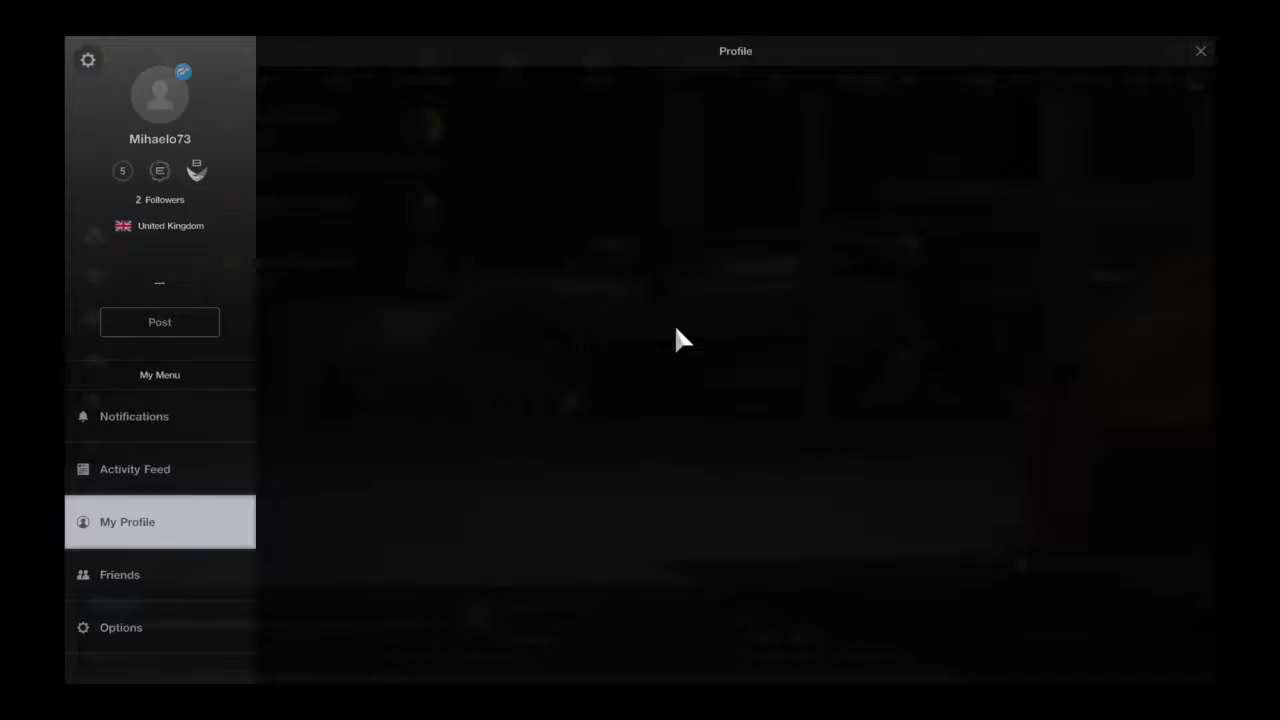 Profile
Mihaelo73
5 E B
2 Followers
United Kingdom
---
Post
My Menu
Notifications
Activity Feed
My Profile
Friends
Options